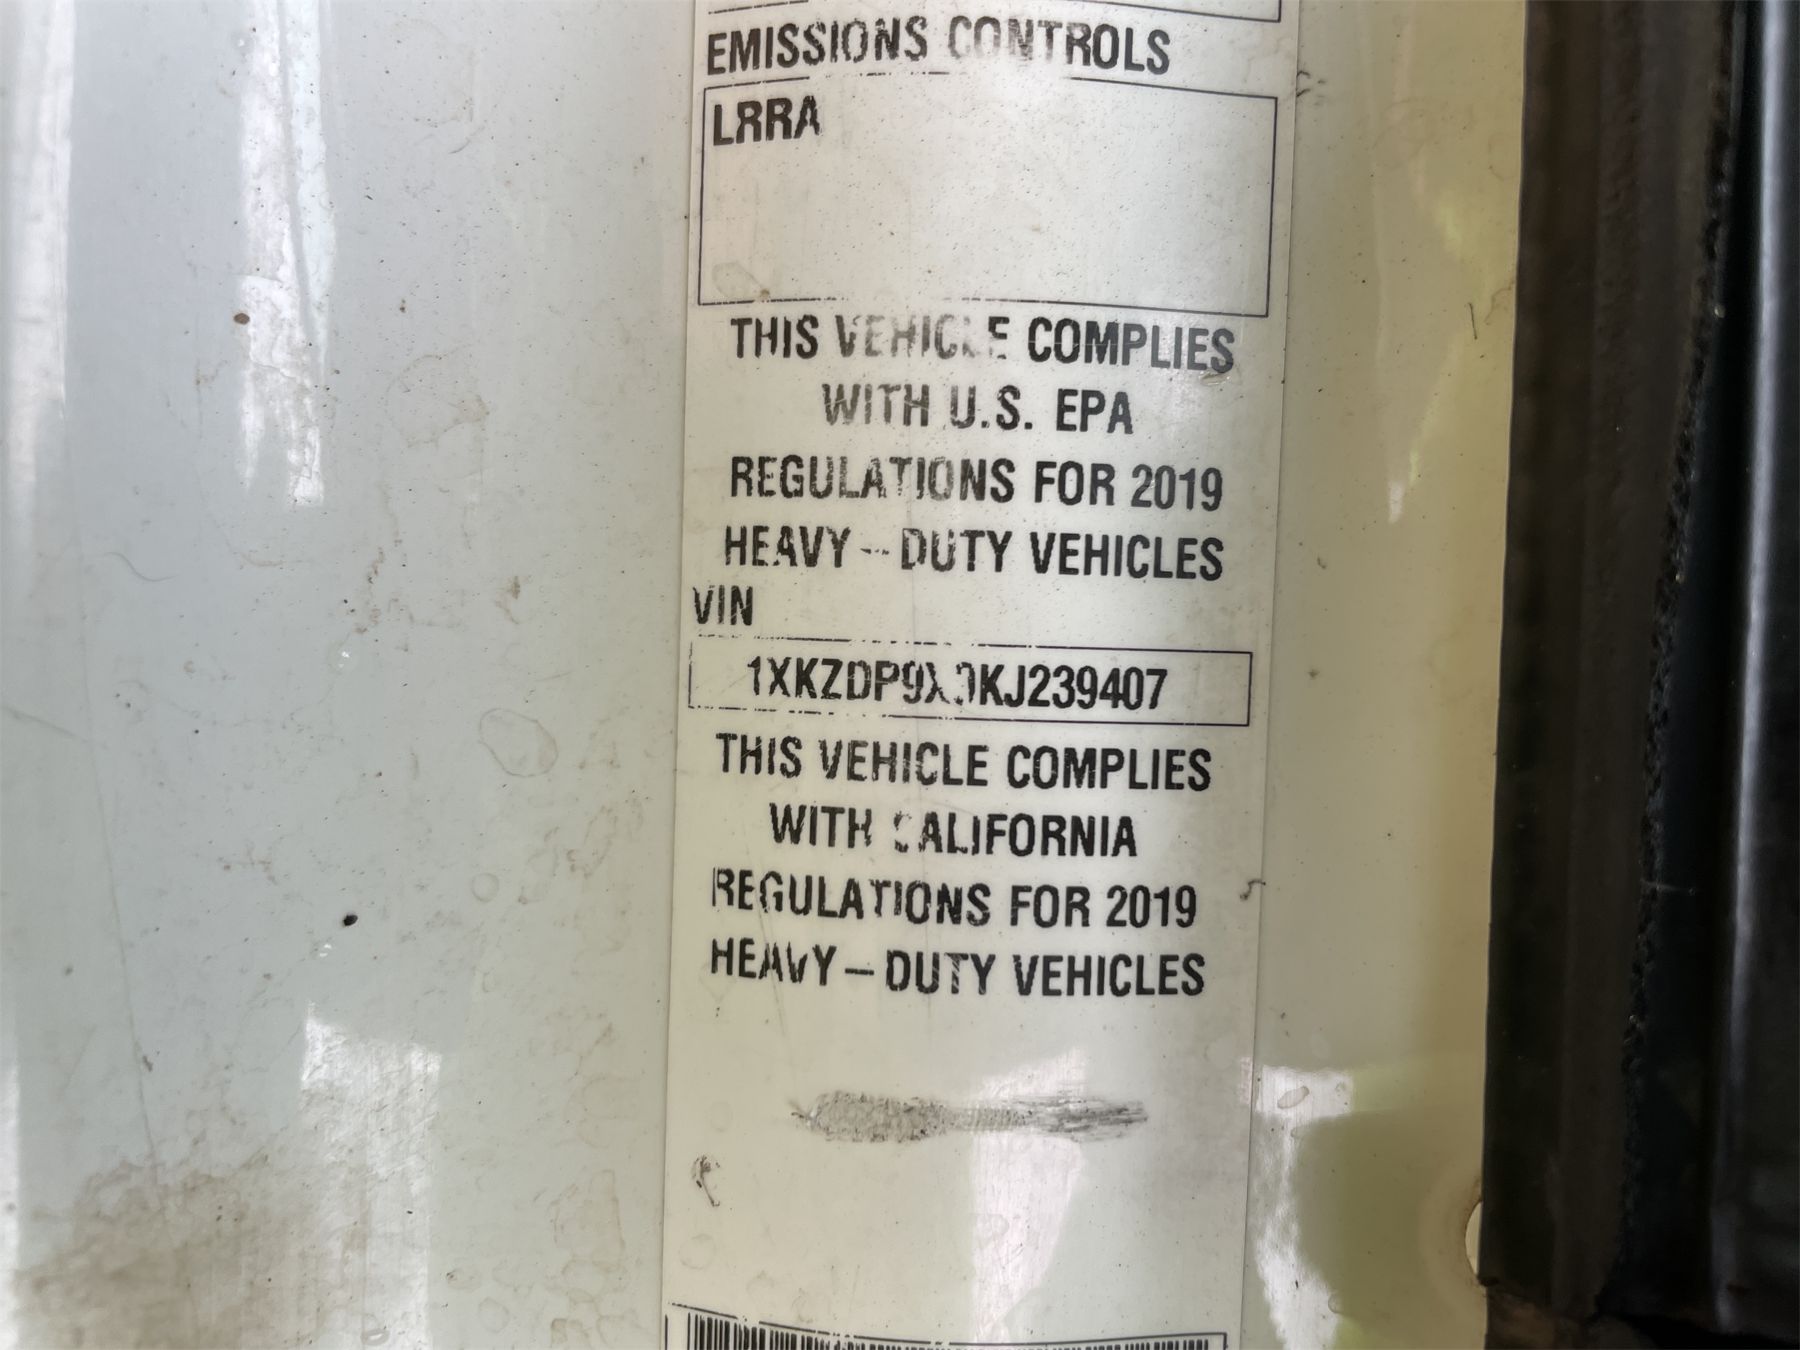 EMISSIONS CONTROLS
LRRA
THIS VEHICLE COMPLIES
WITH U.S. EPA
REGULATIONS FOR 2019
HEAVY-DUTY VEHICLES
VIN
1XKZDP9X9KJ239407
THIS VEHICLE COMPLIES
WITH CALIFORNIA
REGULATIONS FOR 2019
HEAVY-DUTY VEHICLES